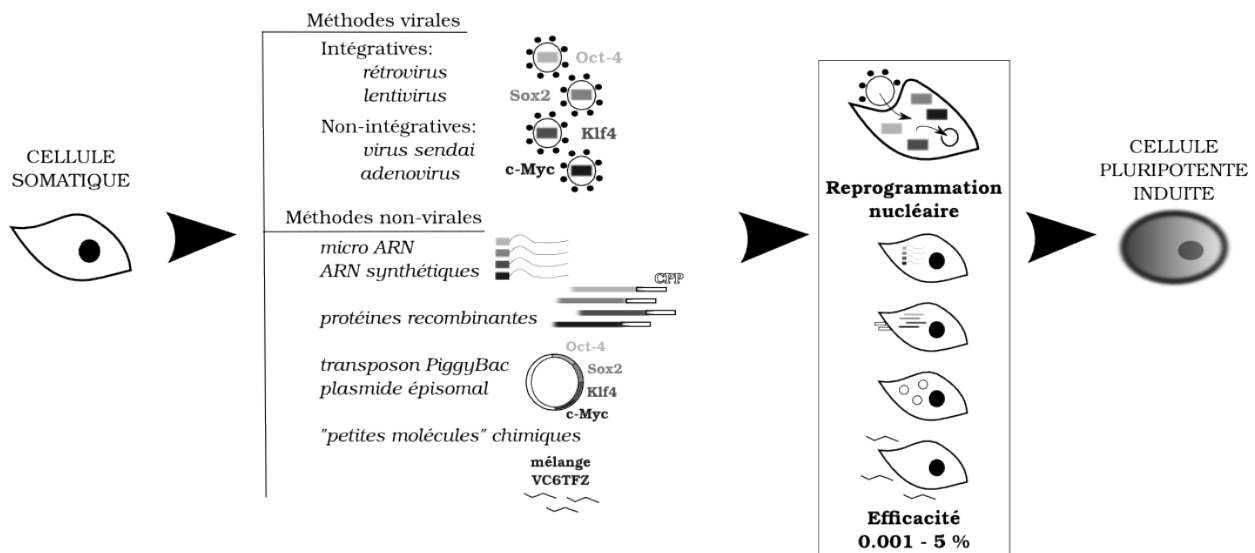 CELLULE
SOMATIQUE
Méthodes virales
Intégratives:
rétrovirus
lentivirus
Non-intégratives:
virus sendai
adenovirus
Oct-4
Sox2
Klf4
c-Myc
Méthodes non-virales
micro ARN
ARN synthétiques
CPP
protéines recombinantes
transposon PiggyBac
plasmide épisomal
Oct-4
Sox2
Klf4
c-Myc
"petites molécules" chimiques
mélange
VC6TFZ
Reprogrammation
nucléaire
Efficacité
0.001 - 5 %
CELLULE
PLURIPOTENTE
INDUITE